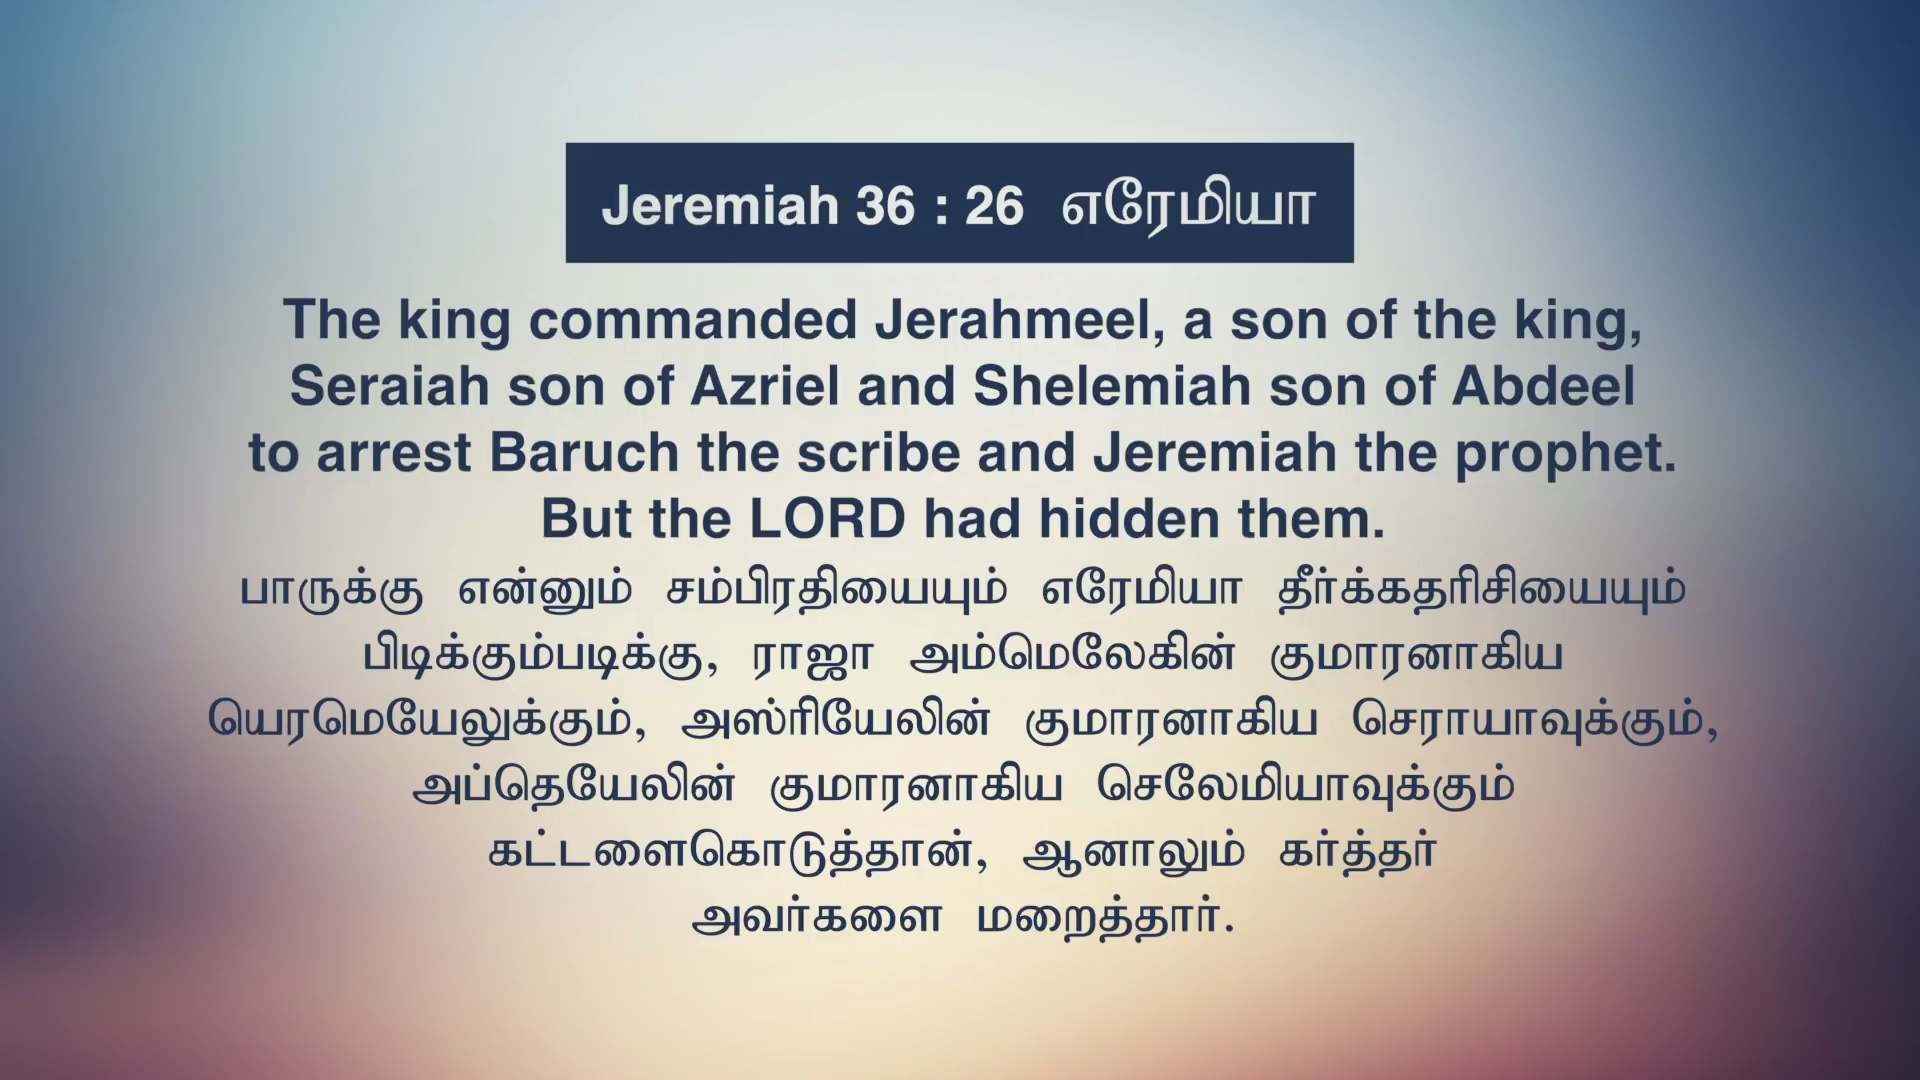 Jeremiah 36 : 26 எரேமியா
The king commanded Jerahmeel, a son of the king,
Seraiah son of Azriel and Shelemiah son of Abdeel
to arrest Baruch the scribe and Jeremiah the prophet.
But the LORD had hidden them.
பாருக்கு என்னும் சம்பிரதியையும் எரேமியா தீர்க்கதரிசியையும்
பிடிக்கும்படிக்கு, ராஜா அம்மெலேகின் குமாரனாகிய
யெரமெயேலுக்கும், அஸ்ரியேலின் குமாரனாகிய செராயாவுக்கும்,
அப்தெயேலின் குமாரனாகிய செலேமியாவுக்கும்
கட்டளைகொடுத்தான், ஆனாலும் கர்த்தர்
அவர்களை மறைத்தார்.